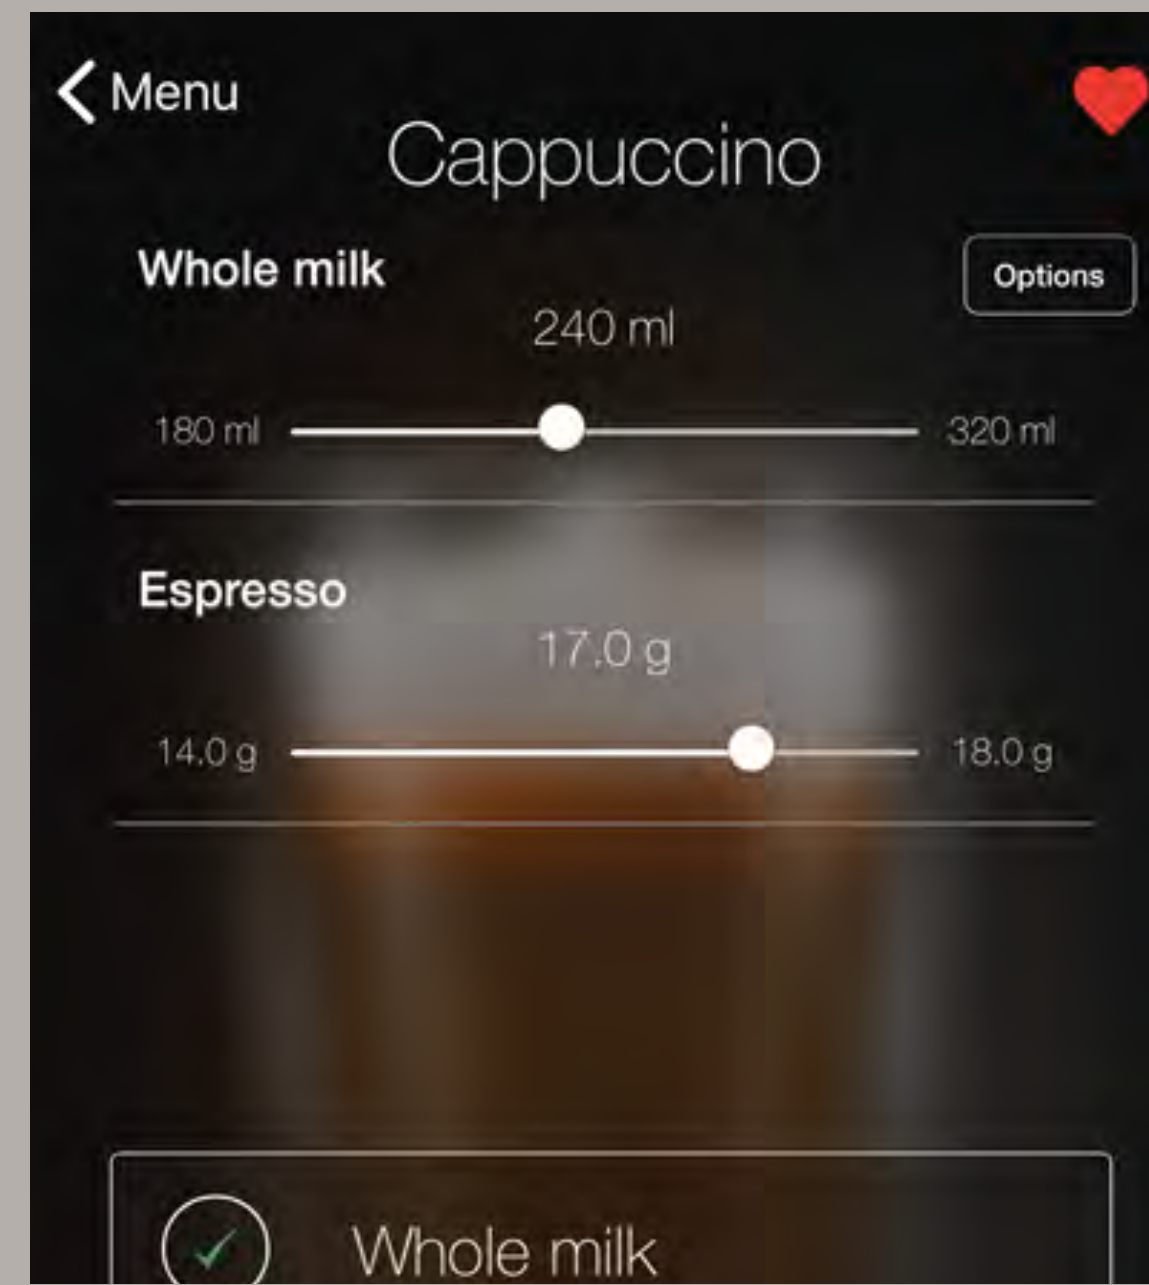 Menu
Cappuccino
Whole milk
Options
240 ml
180 ml
320 ml
Espresso
17.0 g
14.0 g
18.0 g
Whole milk